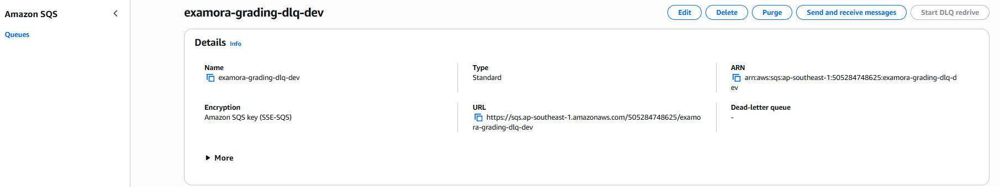 Amazon SQS
Queues
examora-grading-dlq-dev
Edit
Delete
Purge
Send and receive messages
Start DLQ redrive
Details Info
Name
examora-grading-dlq-dev
Type
Standard
ARN
arn:aws:sqs:ap-southeast-1:505284748625:examora-grading-dlq-d
ev
Encryption
Amazon SQS key (SSE-SQS)
URL
https://sqs.ap-southeast-1.amazonaws.com/505284748625/examo
ra-grading-dlq-dev
Dead-letter queue
-
More